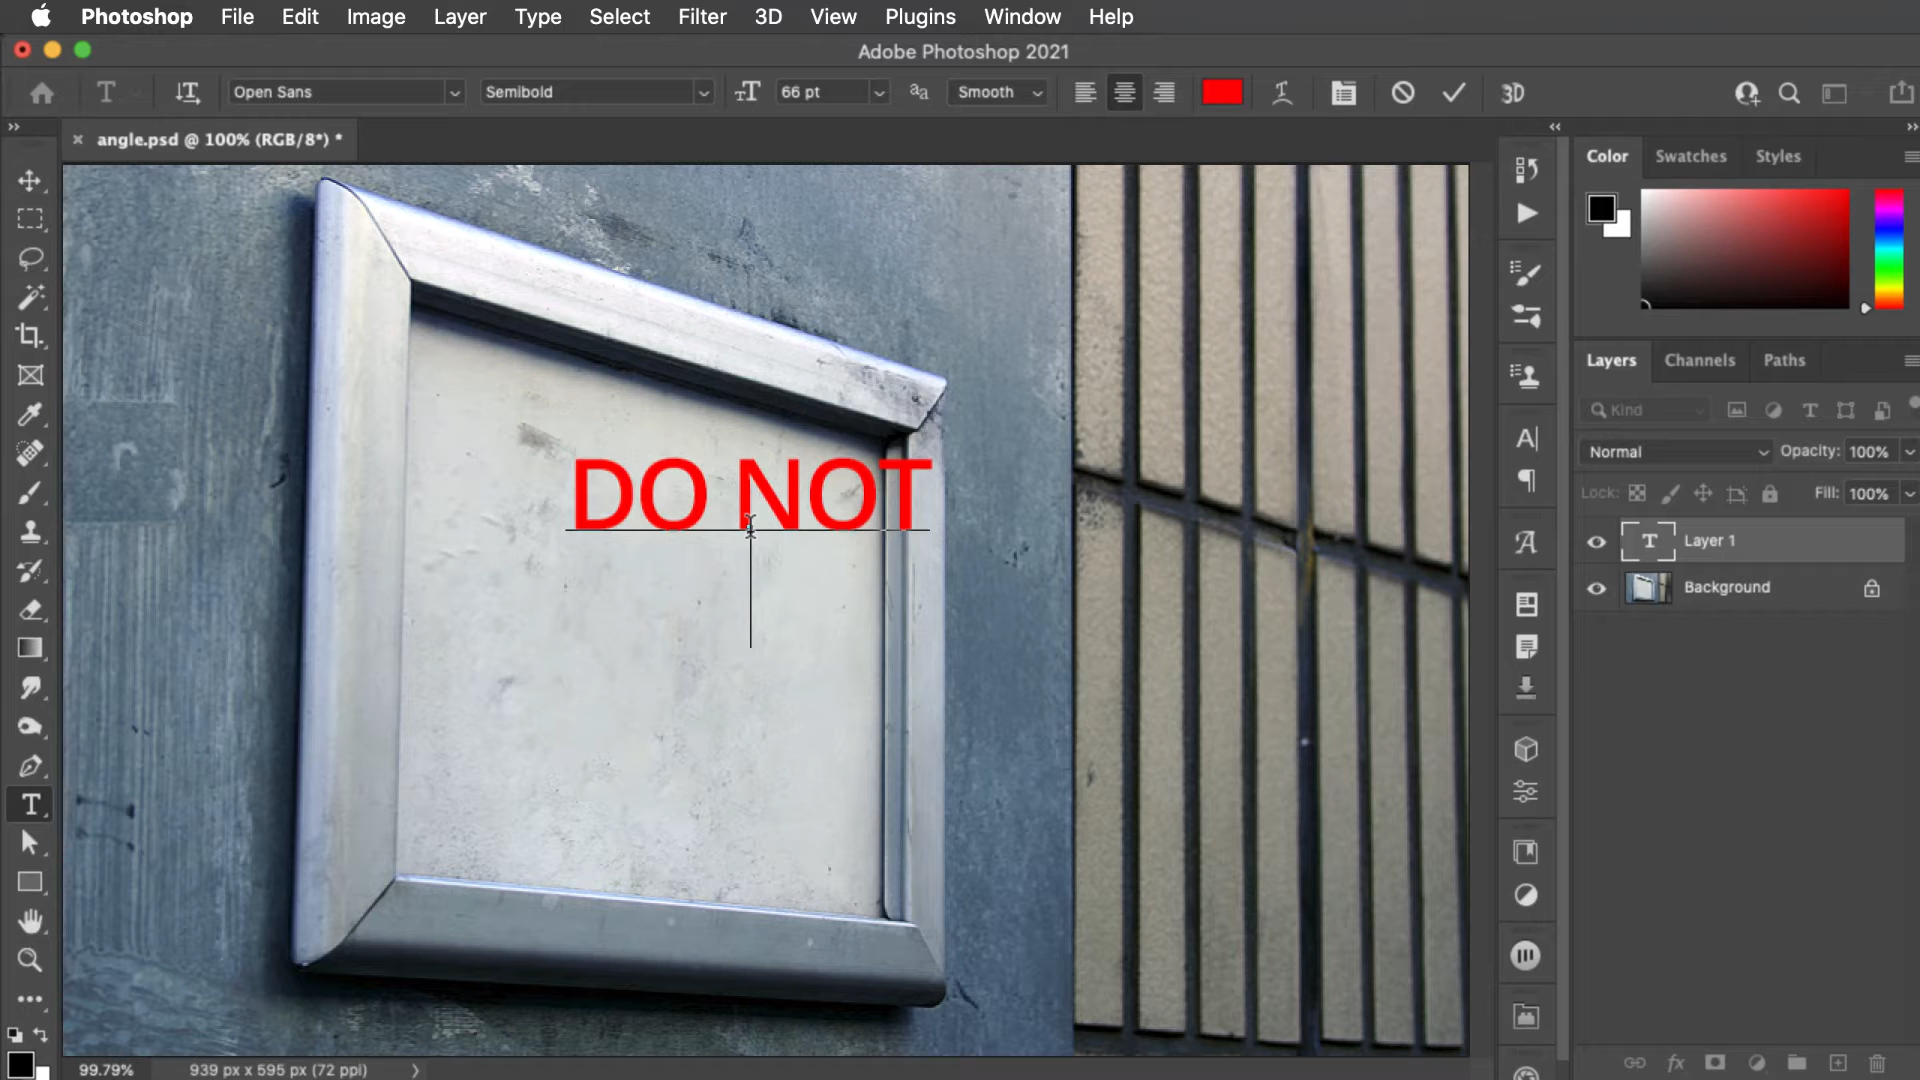 Photoshop File Edit Image Layer Type Select Filter 3D View Plugins Window Help
Adobe Photoshop 2021
T Open Sans Semibold 66 pt aa Smooth 3D
× angle.psd @ 100% (RGB/8*) *
Color Swatches Styles
DO NOT
Layers Channels Paths
Kind
Normal Opacity: 100%
Lock: Fill: 100%
T Layer 1
Background
99.79% 939 px x 595 px (72 ppi)